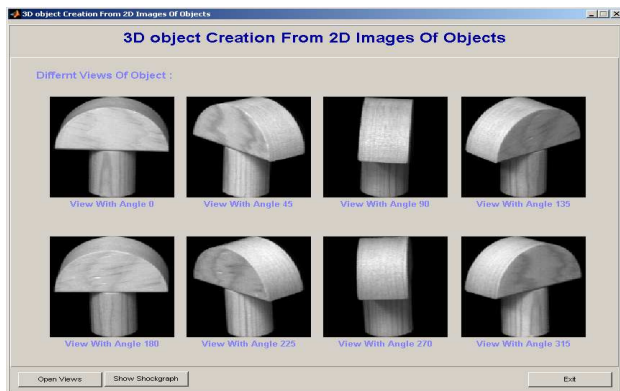 3D object Creation From 2D Images Of Objects
3D object Creation From 2D Images Of Objects
Differnt Views Of Object :
View With Angle 0
View With Angle 45
View With Angle 90
View With Angle 135
View With Angle 180
View With Angle 225
View With Angle 270
View With Angle 315
Open Views
Show Shockgraph
Exit